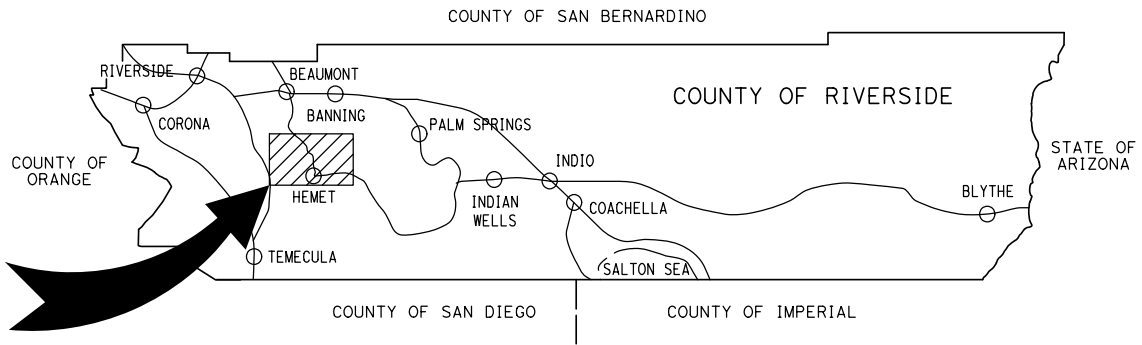 COUNTY OF SAN BERNARDINO
RIVERSIDE
BEAUMONT
COUNTY OF RIVERSIDE
BANNING
CORONA
PALM SPRINGS
STATE OF
ARIZONA
COUNTY OF
ORANGE
INDIO
HEMET
BLYTHE
INDIAN
WELLS
COACHELLA
TEMECULA
SALTON SEA
COUNTY OF SAN DIEGO
COUNTY OF IMPERIAL